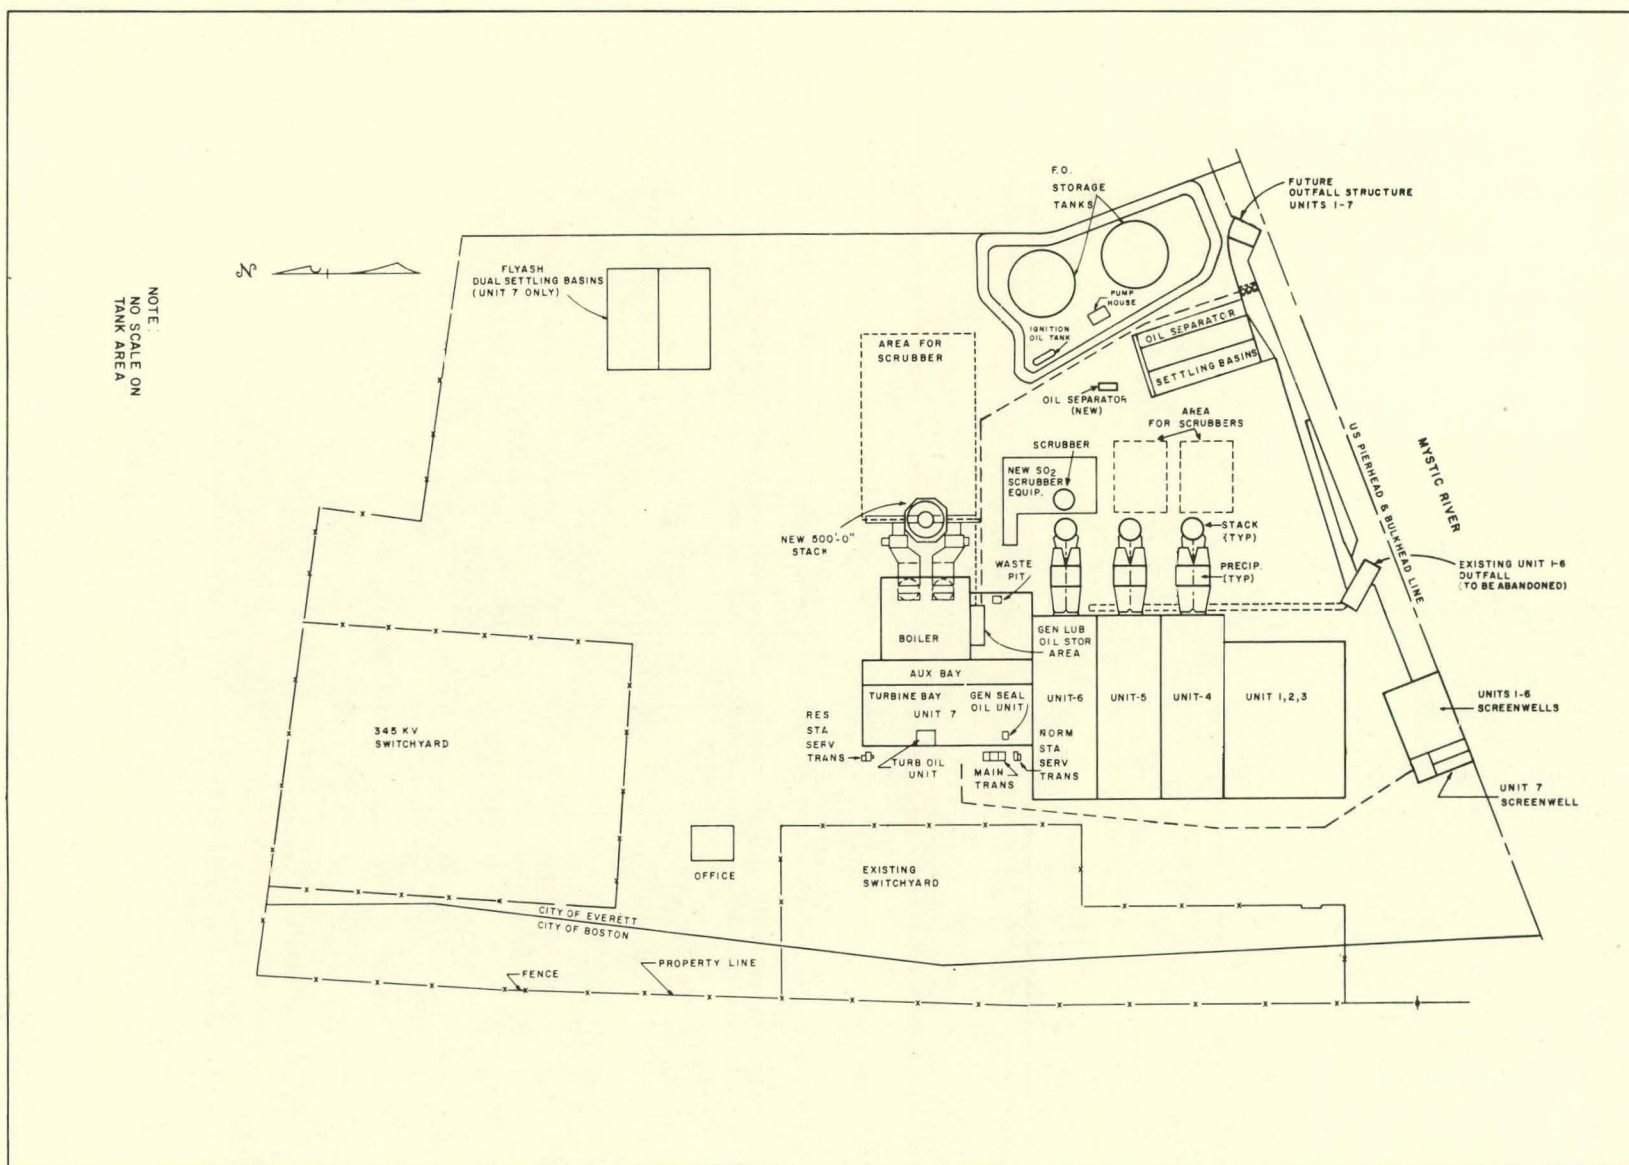 F.O.
STORAGE
TANKS
FUTURE
OUTFALL STRUCTURE
UNITS 1-7
N
NOTE:
NO SCALE ON
TANK AREA
FLYASH
DUAL SETTLING BASINS
(UNIT 7 ONLY)
PUMP
HOUSE
IGNITION
OIL TANK
AREA FOR
SCRUBBER
OIL SEPARATOR
SETTLING BASINS
OIL SEPARATOR
(NEW)
AREA
FOR SCRUBBERS
SCRUBBER
NEW SO2
SCRUBBER
EQUIP.
US PIERHEAD & BULKHEAD LINE
MYSTIC RIVER
NEW 500'-0"
STACK
STACK
(TYP)
WASTE
PIT
PRECIP.
(TYP)
EXISTING UNIT 1-6
OUTFALL
(TO BE ABANDONED)
BOILER
GEN LUB
OIL STOR
AREA
AUX BAY
TURBINE BAY
UNIT 7
GEN SEAL
OIL UNIT
UNIT-6
UNIT-5
UNIT-4
UNIT 1,2,3
UNITS 1-6
SCREENWELLS
RES
STA
SERV
TRANS
TURB OIL
UNIT
MAIN
TRANS
NORM
STA
SERV
TRANS
345 KV
SWITCHYARD
UNIT 7
SCREENWELL
OFFICE
EXISTING
SWITCHYARD
CITY OF EVERETT
CITY OF BOSTON
FENCE
PROPERTY LINE